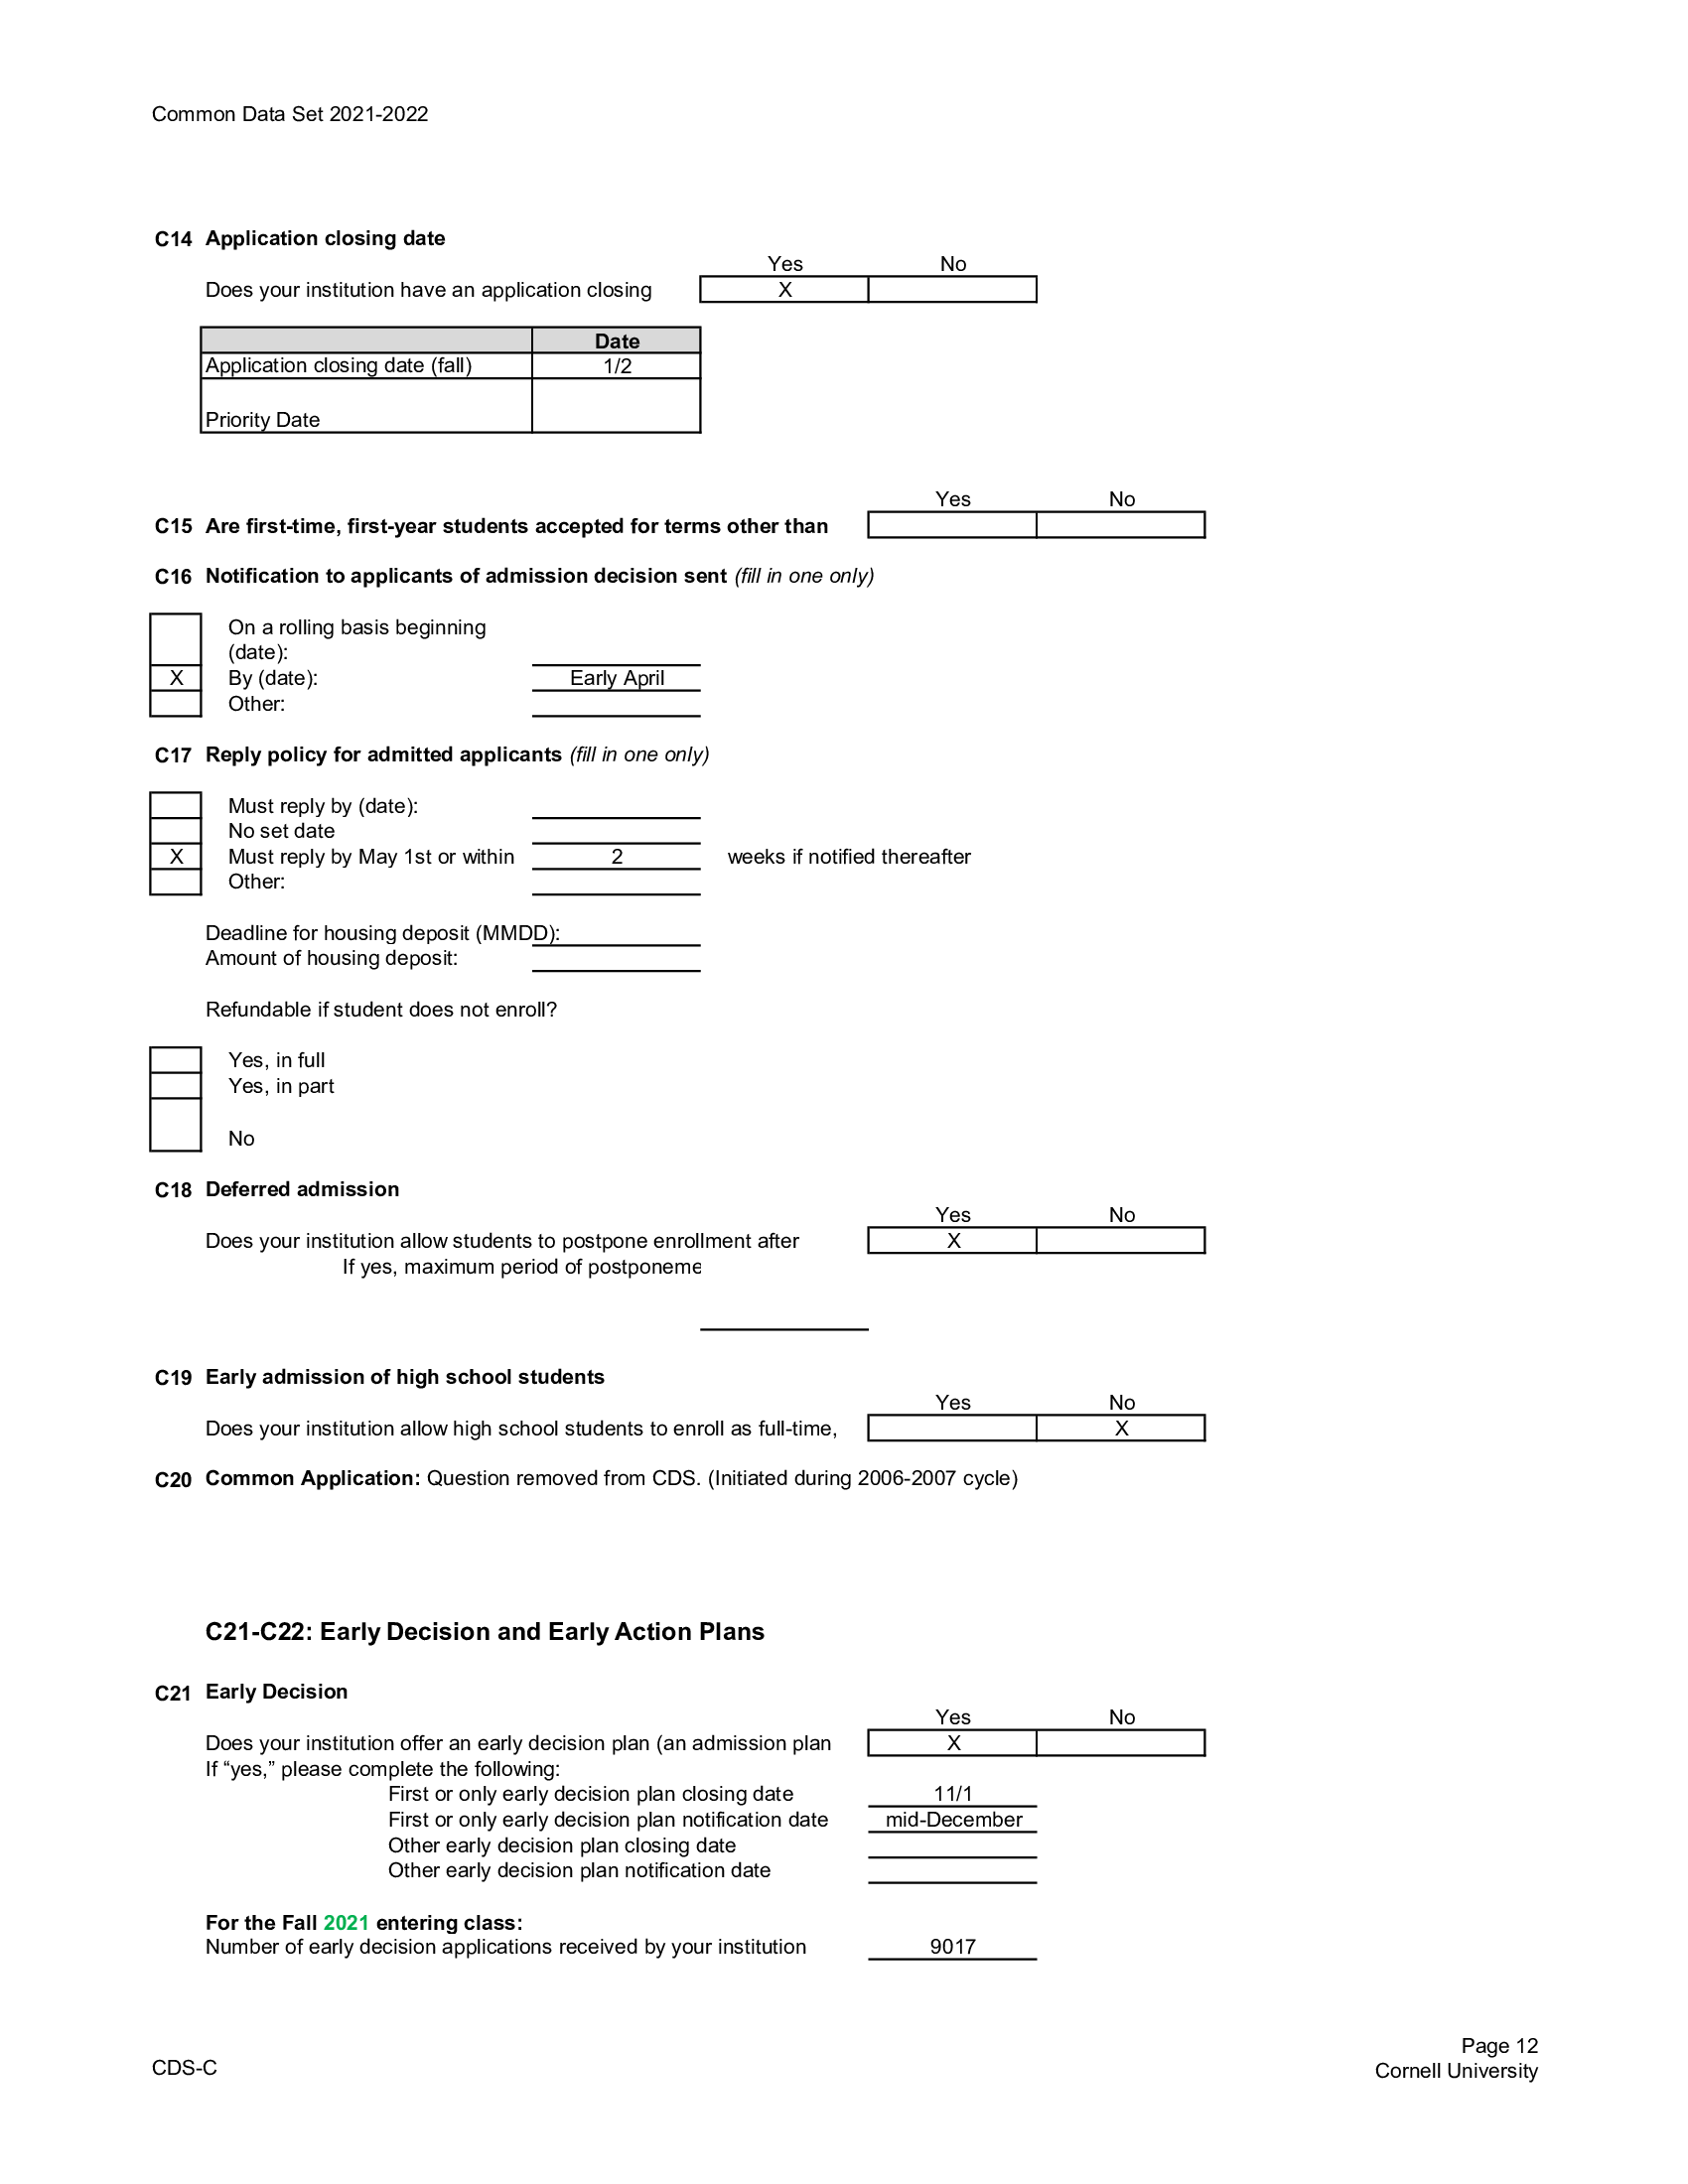 Common Data Set 2021-2022
C14 Application closing date
Yes No
Does your institution have an application closing X
Date
Application closing date (fall) 1/2
Priority Date
Yes No
C15 Are first-time, first-year students accepted for terms other than
C16 Notification to applicants of admission decision sent (fill in one only)
On a rolling basis beginning
(date):
X By (date): Early April
Other:
C17 Reply policy for admitted applicants (fill in one only)
Must reply by (date):
No set date
X Must reply by May 1st or within 2 weeks if notified thereafter
Other:
Deadline for housing deposit (MMDD):
Amount of housing deposit:
Refundable if student does not enroll?
Yes, in full
Yes, in part
No
C18 Deferred admission
Yes No
Does your institution allow students to postpone enrollment after X
If yes, maximum period of postponeme
C19 Early admission of high school students
Yes No
Does your institution allow high school students to enroll as full-time, X
C20 Common Application: Question removed from CDS. (Initiated during 2006-2007 cycle)
C21-C22: Early Decision and Early Action Plans
C21 Early Decision
Yes No
Does your institution offer an early decision plan (an admission plan X
If “yes,” please complete the following:
First or only early decision plan closing date 11/1
First or only early decision plan notification date mid-December
Other early decision plan closing date
Other early decision plan notification date
For the Fall 2021 entering class:
Number of early decision applications received by your institution 9017
CDS-C
Page 12
Cornell University